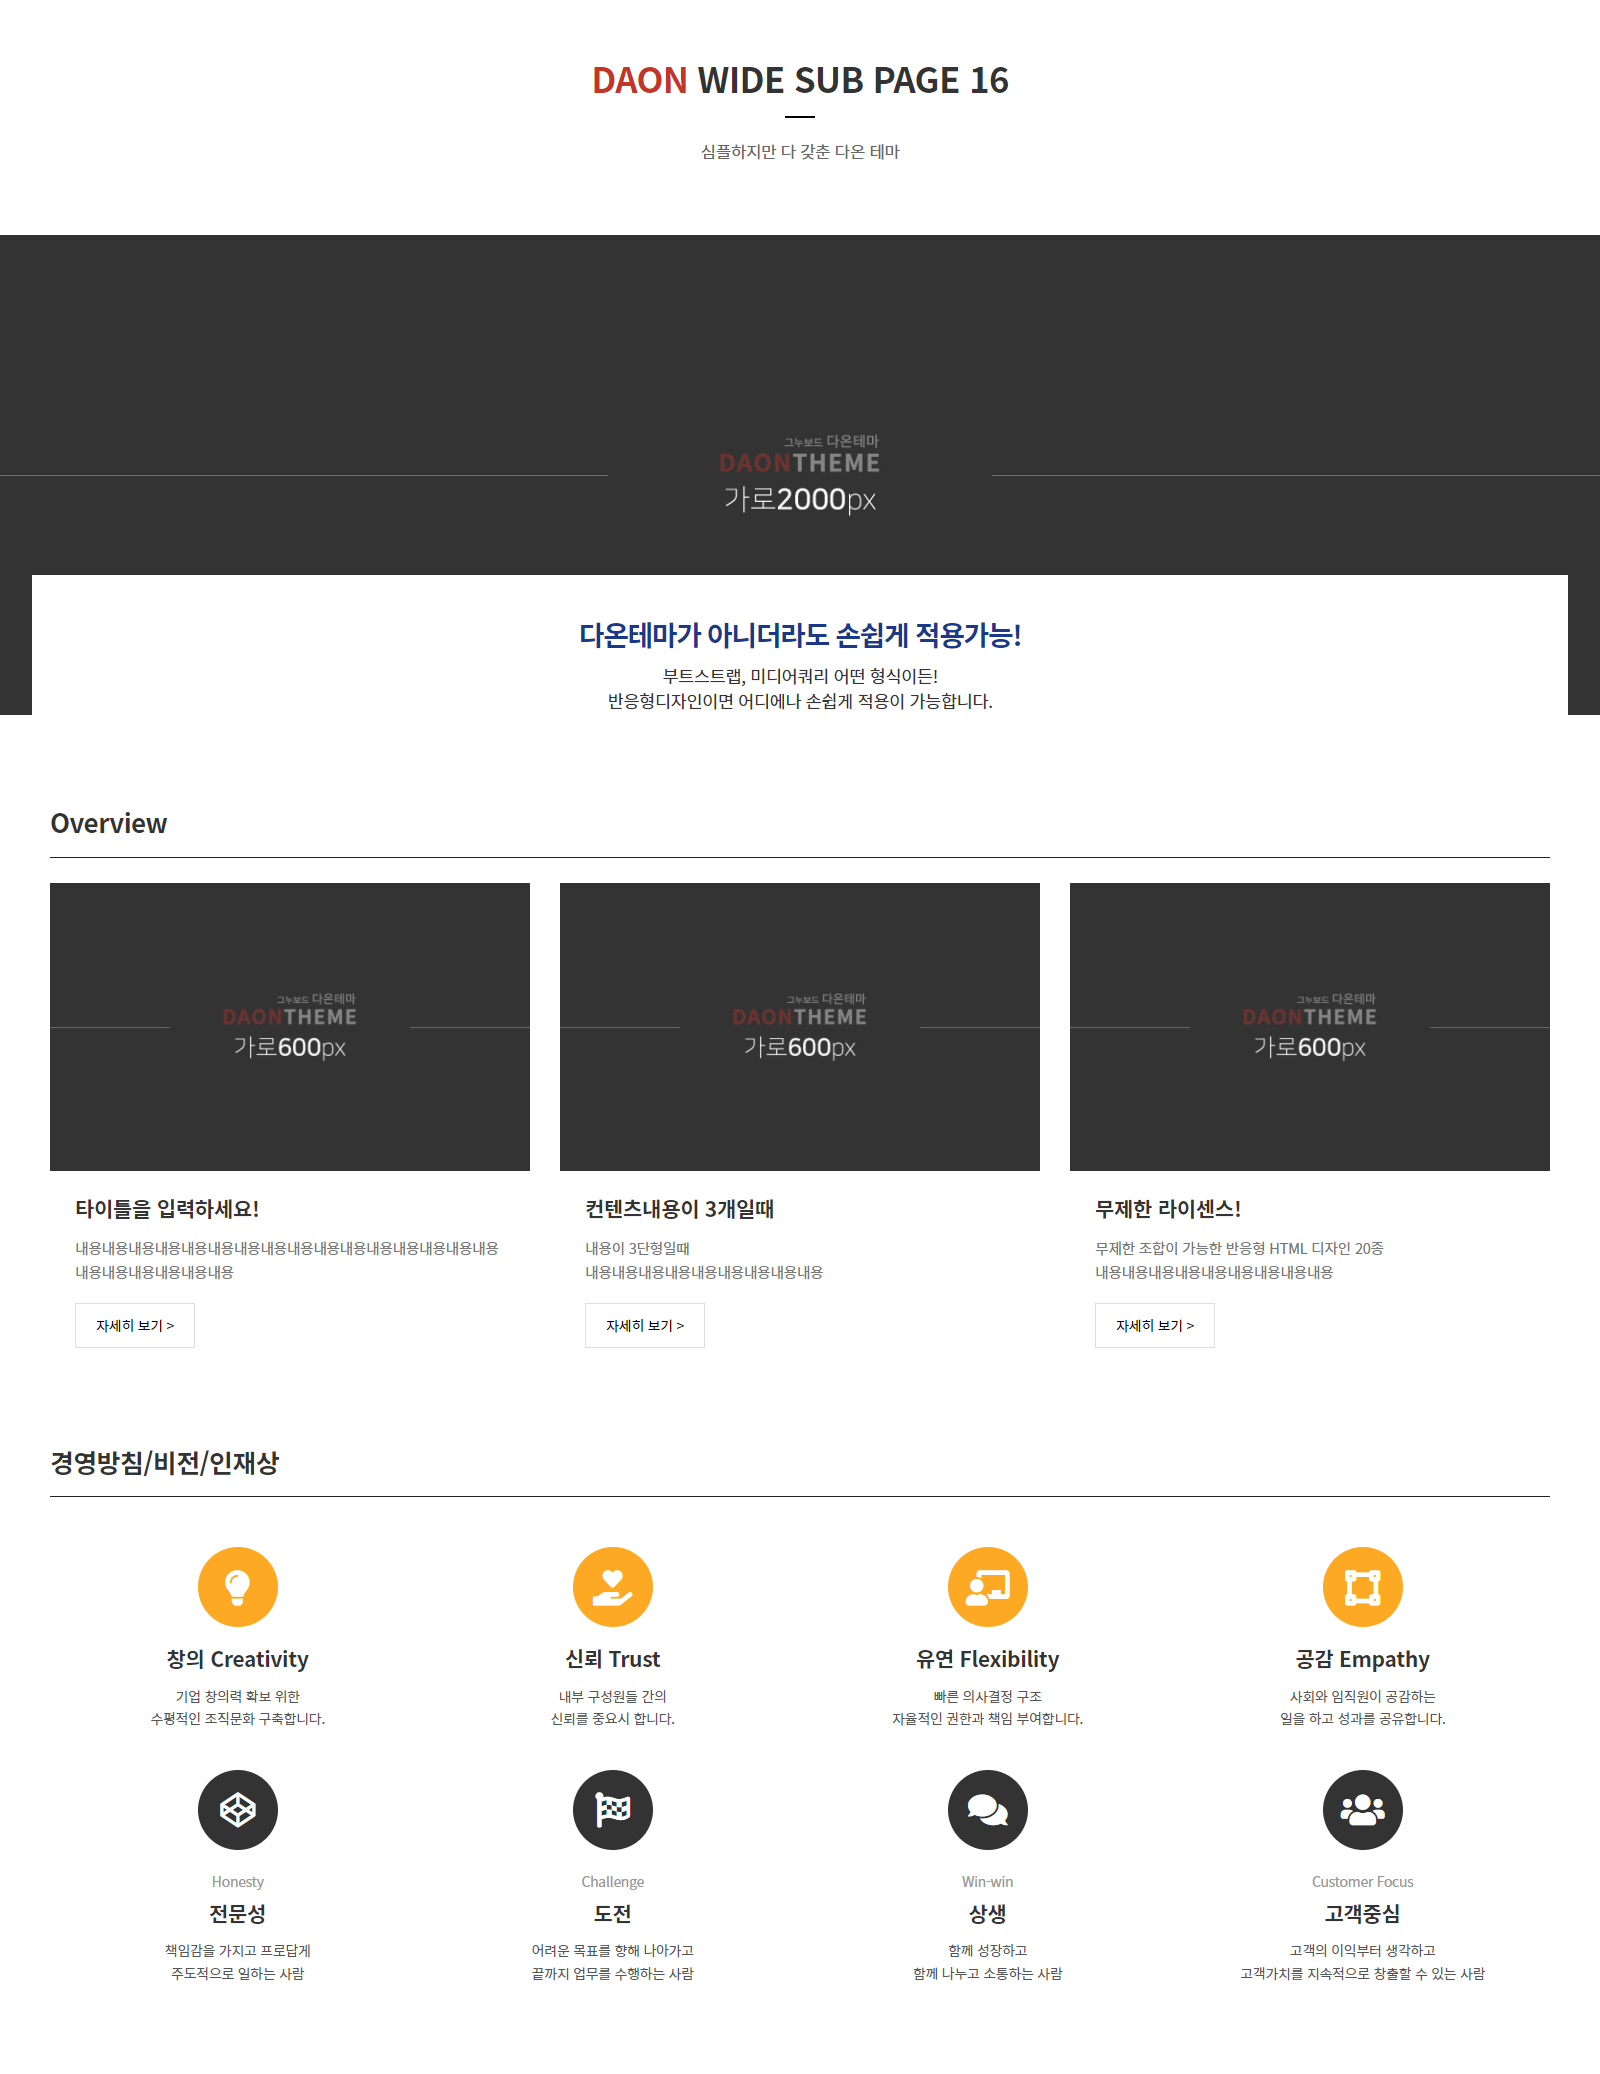 DAON WIDE SUB PAGE 16
심플하지만 다 갖춘 다온 테마
그누보드 다온테마
DAONTHEME
가로2000px
다온테마가 아니더라도 손쉽게 적용가능!
부트스트랩, 미디어쿼리 어떤 형식이든!
반응형디자인이면 어디에나 손쉽게 적용이 가능합니다.
Overview
그누보드 다온테마
DAONTHEME
가로600px
타이틀을 입력하세요!
내용내용내용내용내용내용내용내용내용내용내용내용내용내용내용내용
내용내용내용내용내용내용
자세히 보기 >
그누보드 다온테마
DAONTHEME
가로600px
컨텐츠내용이 3개일때
내용이 3단형일때
내용내용내용내용내용내용내용내용내용
자세히 보기 >
그누보드 다온테마
DAONTHEME
가로600px
무제한 라이센스!
무제한 조합이 가능한 반응형 HTML 디자인 20종
내용내용내용내용내용내용내용내용내용
자세히 보기 >
경영방침/비전/인재상
창의 Creativity
기업 창의력 확보 위한
수평적인 조직문화 구축합니다.
신뢰 Trust
내부 구성원들 간의
신뢰를 중요시 합니다.
유연 Flexibility
빠른 의사결정 구조
자율적인 권한과 책임 부여합니다.
공감 Empathy
사회와 임직원이 공감하는
일을 하고 성과를 공유합니다.
Honesty
전문성
책임감을 가지고 프로답게
주도적으로 일하는 사람
Challenge
도전
어려운 목표를 향해 나아가고
끝까지 업무를 수행하는 사람
Win-win
상생
함께 성장하고
함께 나누고 소통하는 사람
Customer Focus
고객중심
고객의 이익부터 생각하고
고객가치를 지속적으로 창출할 수 있는 사람